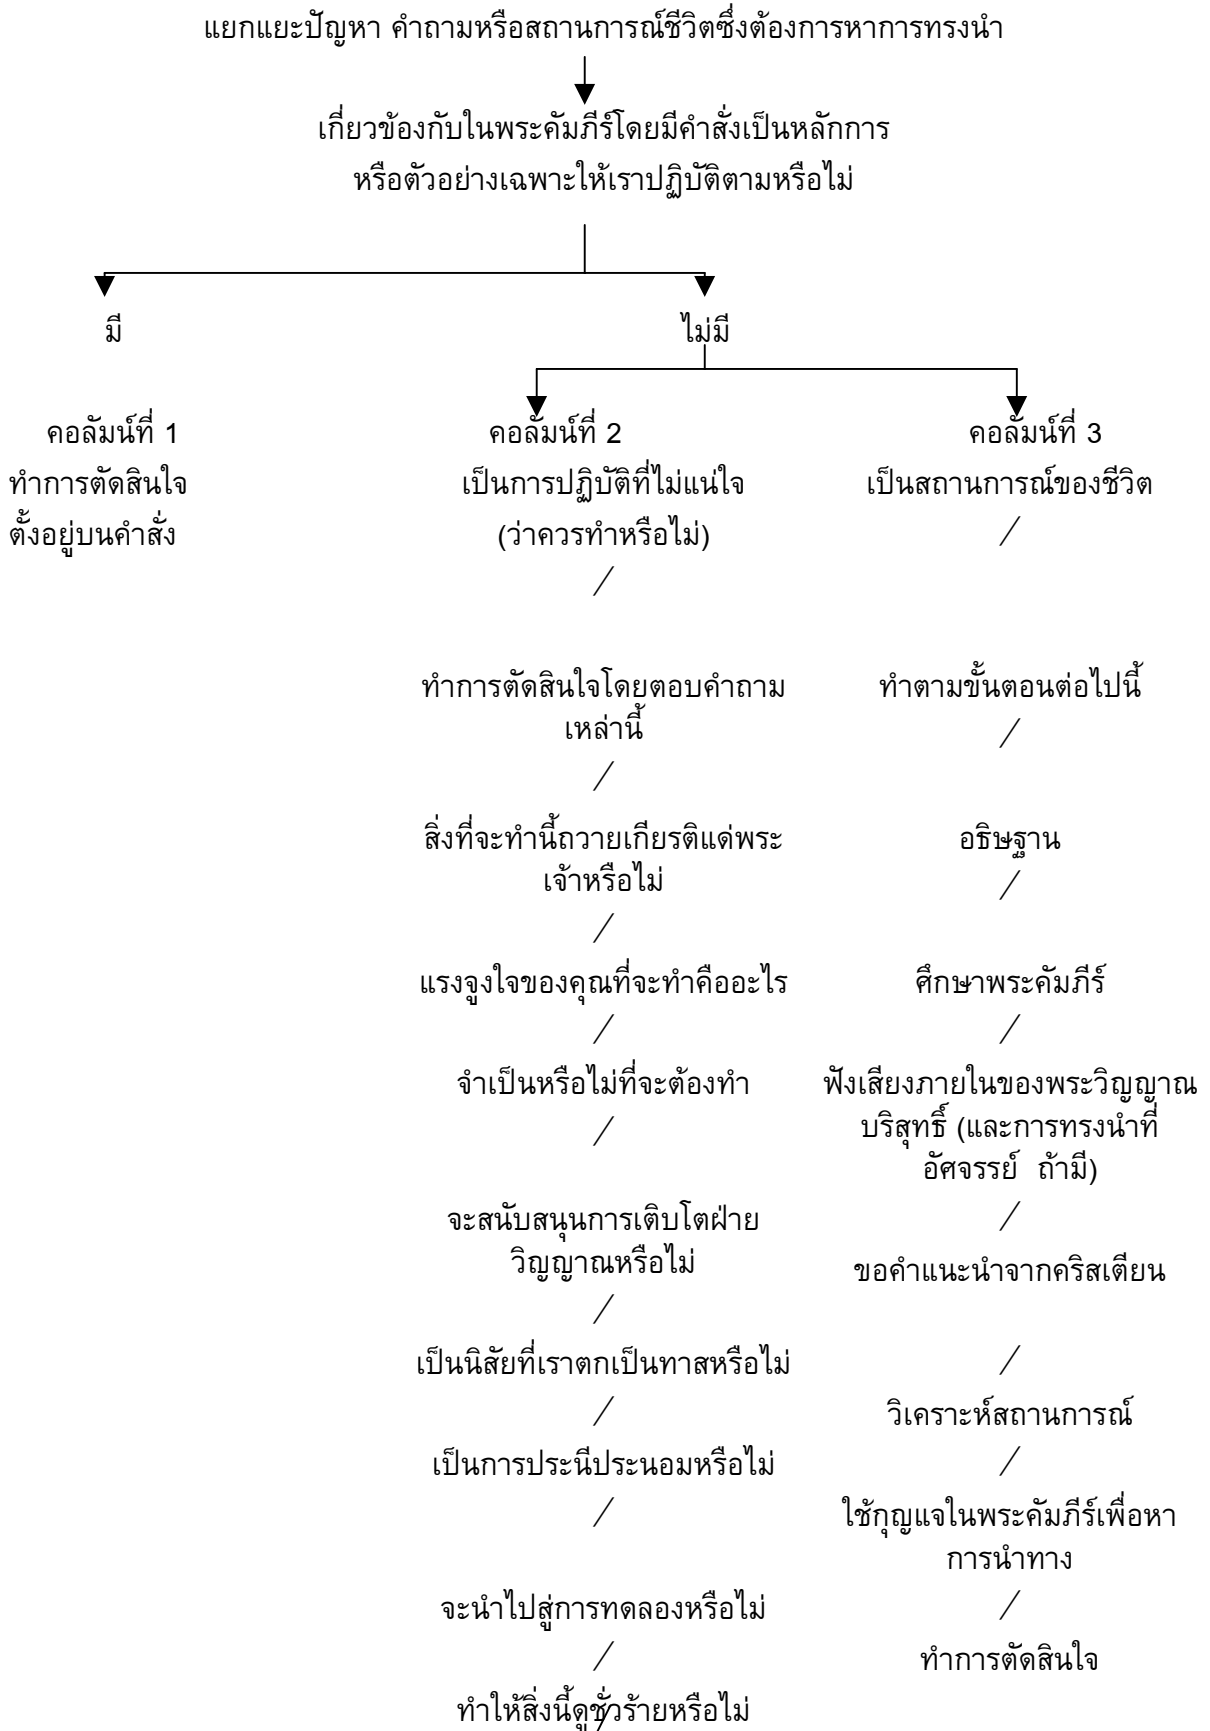 แยกแยะปัญหา คำถามหรือสถานการณ์ชีวิตซึ่งต้องการหาการทรงนำ
เกี่ยวข้องกับในพระคัมภีร์โดยมีคำสั่งเป็นหลักการ
หรือตัวอย่างเฉพาะให้เราปฏิบัติตามหรือไม่
มี
ไม่มี
คอลัมน์ที่ 1
ทำการตัดสินใจ
ตั้งอยู่บนคำสั่ง
คอลัมน์ที่ 2
เป็นการปฏิบัติที่ไม่แน่ใจ
(ว่าควรทำหรือไม่)
/
ทำการตัดสินใจโดยตอบคำถาม
เหล่านี้
/
สิ่งที่จะทำนี้ถวายเกียรติแด่พระ
เจ้าหรือไม่
/
แรงจูงใจของคุณที่จะทำคืออะไร
/
จำเป็นหรือไม่ที่จะต้องทำ
/
จะสนับสนุนการเติบโตฝ่าย
วิญญาณหรือไม่
/
เป็นนิสัยที่เราตกเป็นทาสหรือไม่
/
เป็นการประนีประนอมหรือไม่
/
จะนำไปสู่การทดลองหรือไม่
/
ทำให้สิ่งนี้ดูชั่วร้ายหรือไม่
/
คอลัมน์ที่ 3
เป็นสถานการณ์ของชีวิต
/
ทำตามขั้นตอนต่อไปนี้
/
อธิษฐาน
/
ศึกษาพระคัมภีร์
/
ฟังเสียงภายในของพระวิญญาณ
บริสุทธิ์ (และการทรงนำที่
อัศจรรย์ ถ้ามี)
/
ขอคำแนะนำจากคริสเตียน
/
วิเคราะห์สถานการณ์
/
ใช้กุญแจในพระคัมภีร์เพื่อหา
การนำทาง
/
ทำการตัดสินใจ